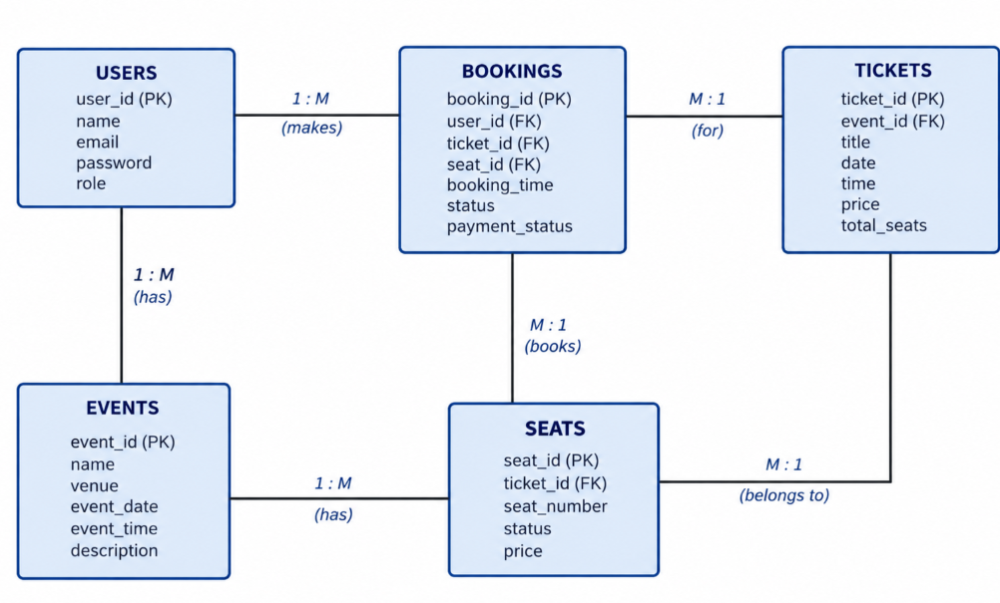 USERS
user_id (PK)
name
email
password
role
1 : M
(makes)
BOOKINGS
booking_id (PK)
user_id (FK)
ticket_id (FK)
seat_id (FK)
booking_time
status
payment_status
M : 1
(for)
TICKETS
ticket_id (PK)
event_id (FK)
title
date
time
price
total_seats
1 : M
(has)
M : 1
(books)
EVENTS
event_id (PK)
name
venue
event_date
event_time
description
1 : M
(has)
SEATS
seat_id (PK)
ticket_id (FK)
seat_number
status
price
M : 1
(belongs to)